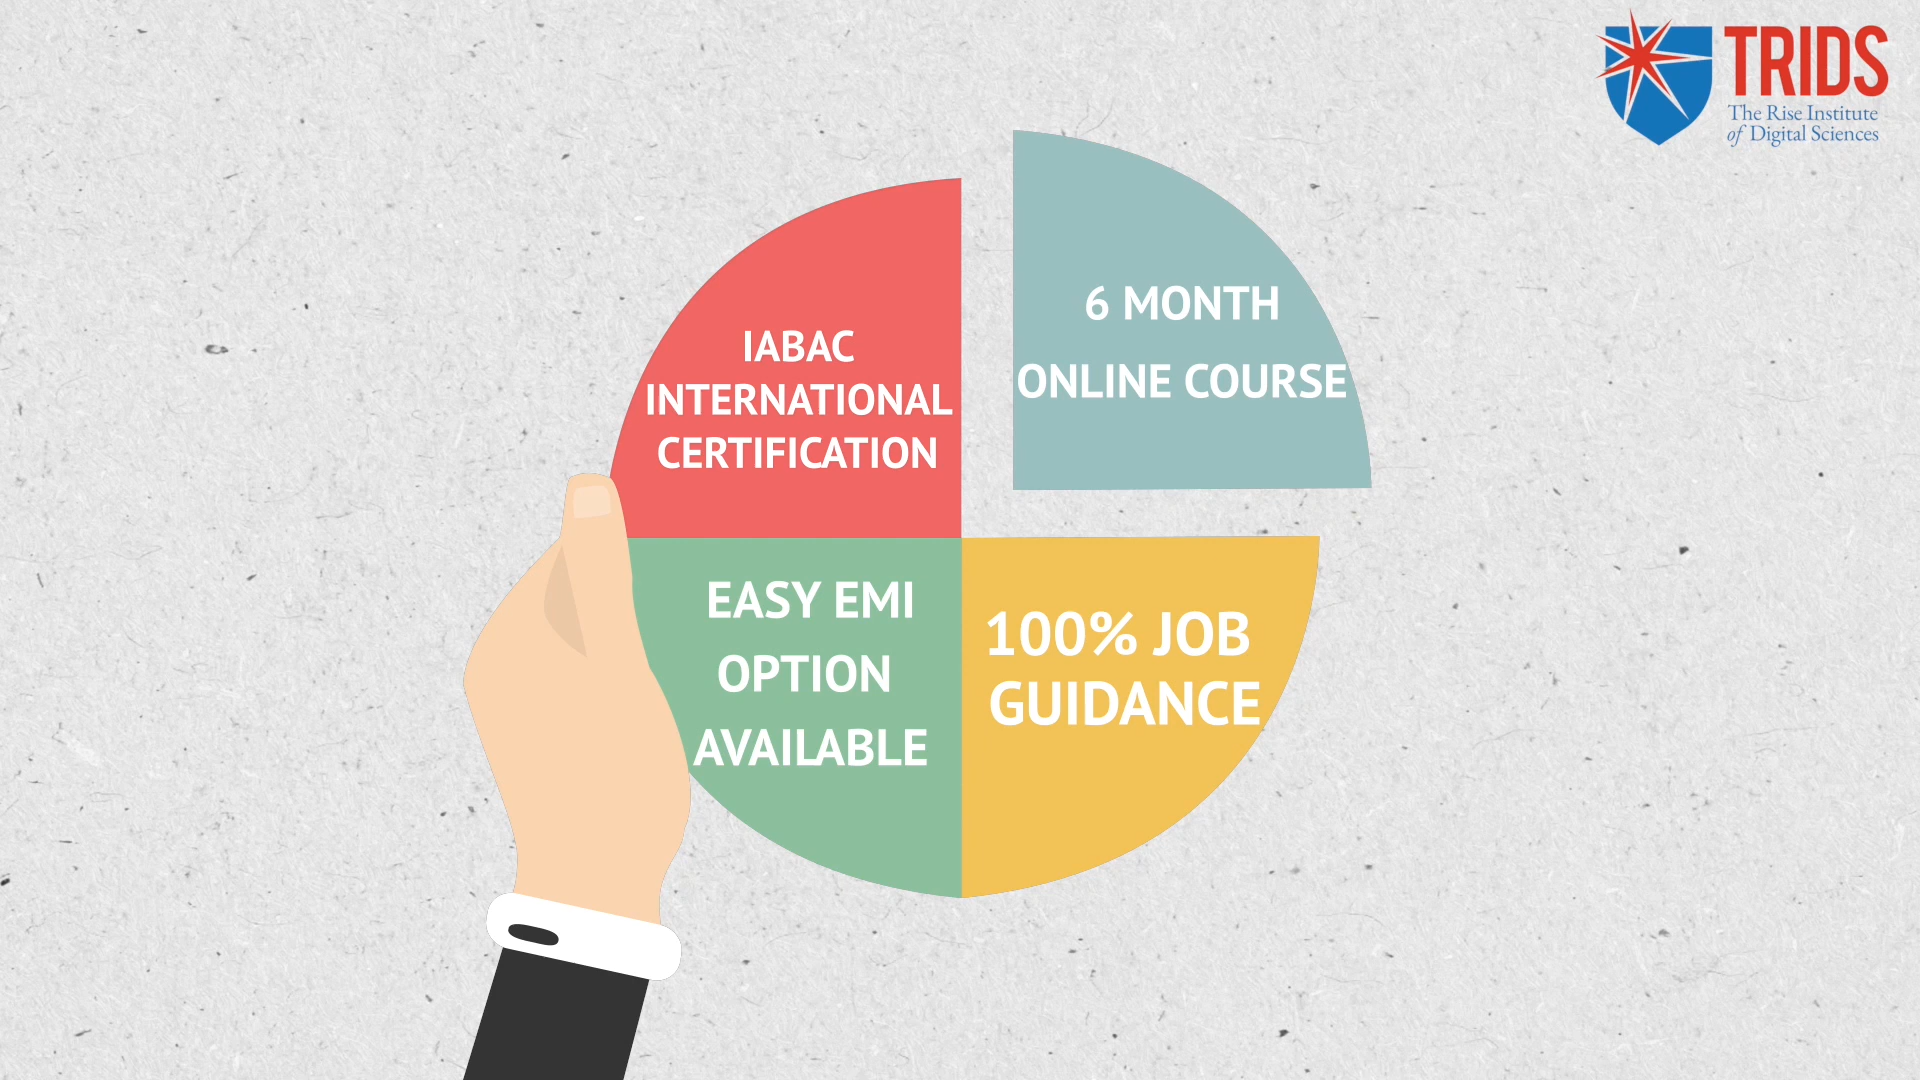 TRIDS
The Rise Institute
of Digital Sciences
6 MONTH
ONLINE COURSE
IABAC
INTERNATIONAL
CERTIFICATION
EASY EMI
OPTION
AVAILABLE
100% JOB
GUIDANCE